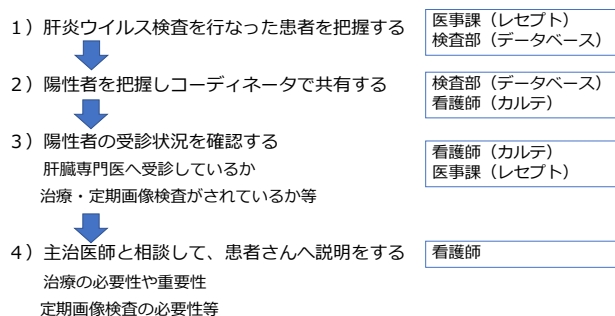 1）肝炎ウイルス検査を行なった患者を把握する
医事課（レセプト）
検査部（データベース）
2）陽性者を把握しコーディネータで共有する
検査部（データベース）
看護師（カルテ）
3）陽性者の受診状況を確認する
肝臓専門医へ受診しているか
治療・定期画像検査がされているか等
看護師（カルテ）
医事課（レセプト）
4）主治医師と相談して、患者さんへ説明をする
看護師
治療の必要性や重要性
定期画像検査の必要性等